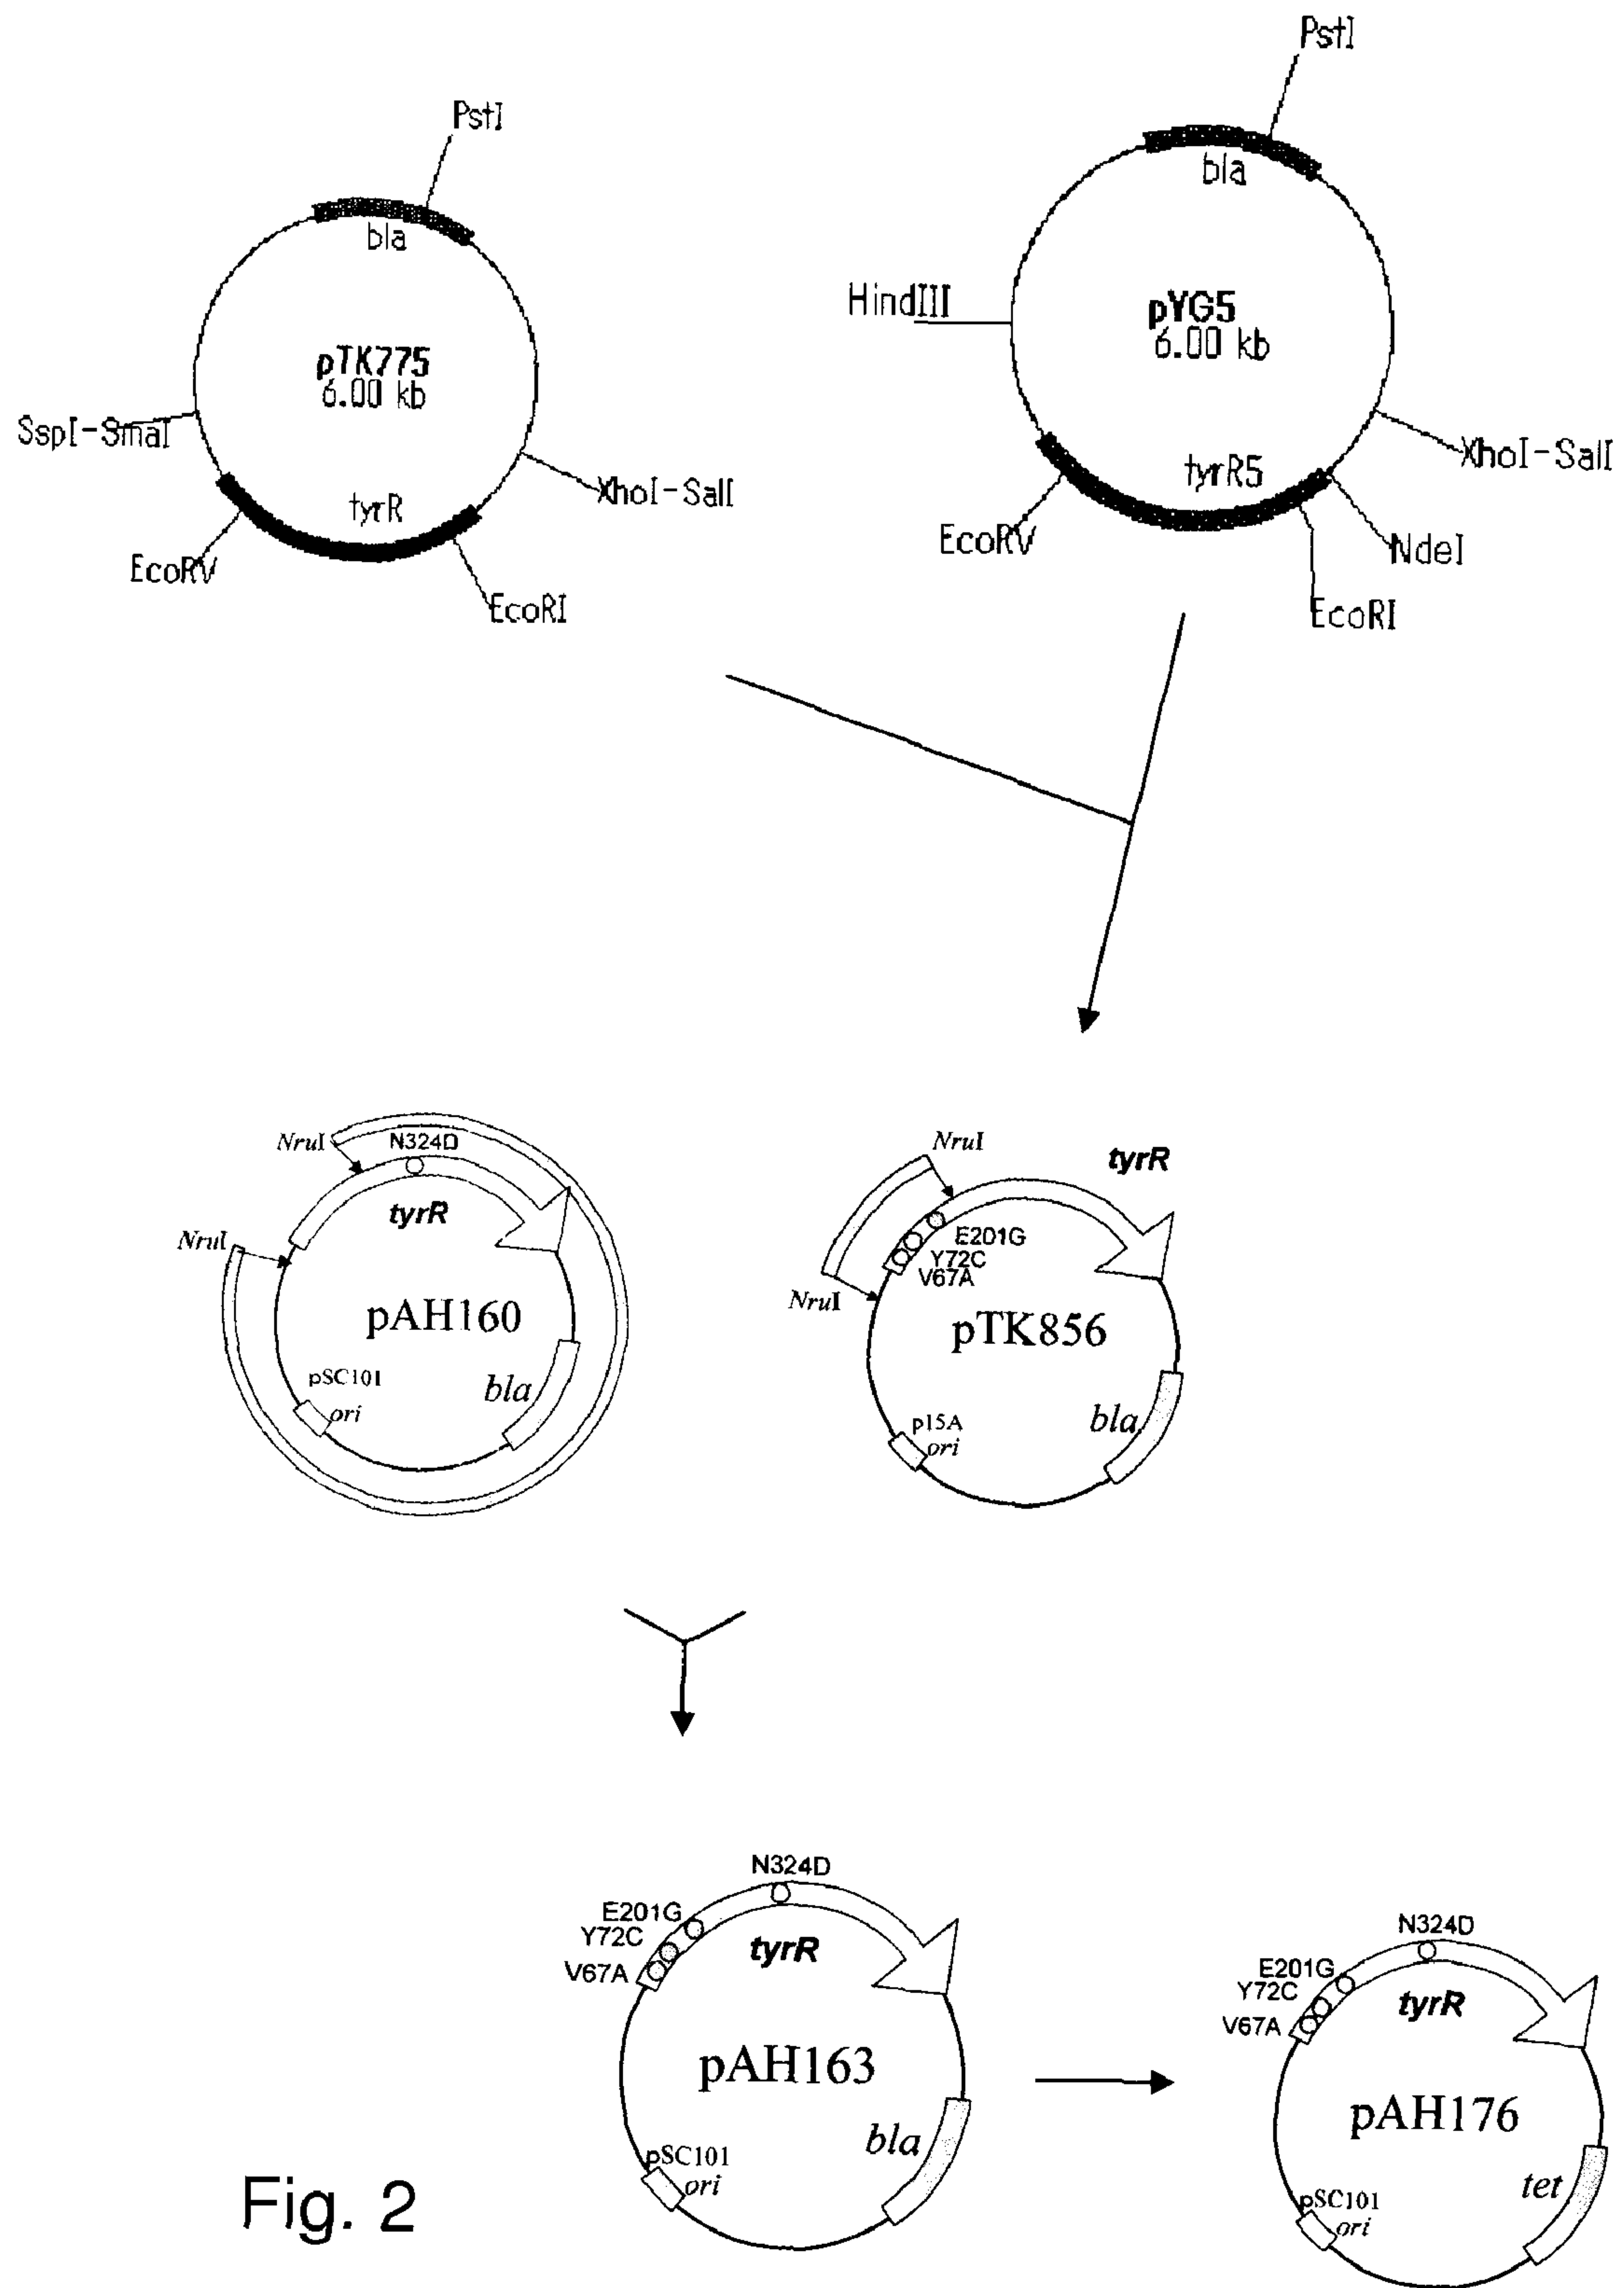 PstI
bla
pTK775
6.00 kb
SspI-SmaI
XhoI-SalI
tyrR
EcoRV
EcoRI
PstI
bla
HindIII
pYG5
6.00 kb
XhoI-SalI
tyrR5
EcoRV
NdeI
EcoRI
NruI
N324D
tyrR
NruI
pAH160
pSC101
ori
bla
NruI
tyrR
E201G
Y72C
V67A
NruI
pTK856
p15A
ori
bla
N324D
E201G
Y72C
V67A
tyrR
pAH163
bla
pSC101
ori
N324D
E201G
Y72C
V67A
tyrR
pAH176
tet
pSC101
ori
Fig. 2